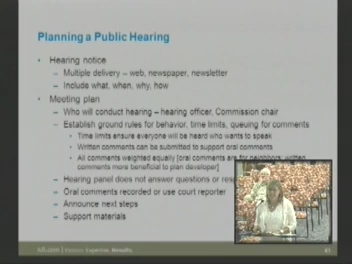 Planning a Public Hearing
• Hearing notice
– Multiple delivery – web, newspaper, newsletter
– Include what, when, why, how
• Meeting plan
– Who will conduct hearing – hearing officer, Commission chair
– Establish ground rules for behavior, time limits, queuing for comments
• Time limits ensure everyone will be heard who wants to speak
• Written comments can be submitted to support oral comments
• All comments weighted equally [oral comments are for neighbors; written
comments more beneficial to plan developer]
– Hearing panel does not answer questions or
– Oral comments recorded or use court reporter
– Announce next steps
– Support materials